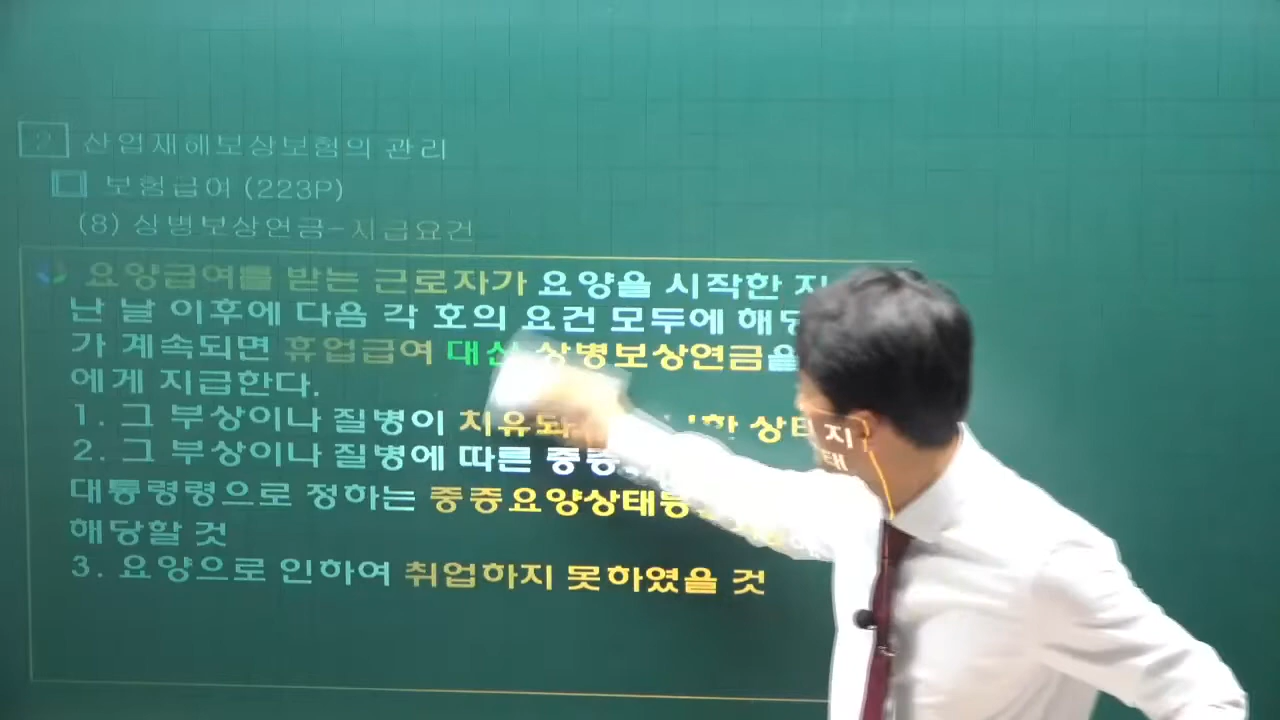 2 산업재해보상보험의 관리
보험급여 (223P)
(8) 상병보상연금-지급요건
요양급여를 받는 근로자가 요양을 시작한 지
난 날 이후에 다음 각 호의 요건 모두에 해당
가 계속되면 휴업급여 대신 상병보상연금을
에게 지급한다.
1. 그 부상이나 질병이 치유되 한 상태
2. 그 부상이나 질병에 따른 중증
대통령령으로 정하는 중증요양상태등
해당할 것
3. 요양으로 인하여 취업하지 못하였을 것